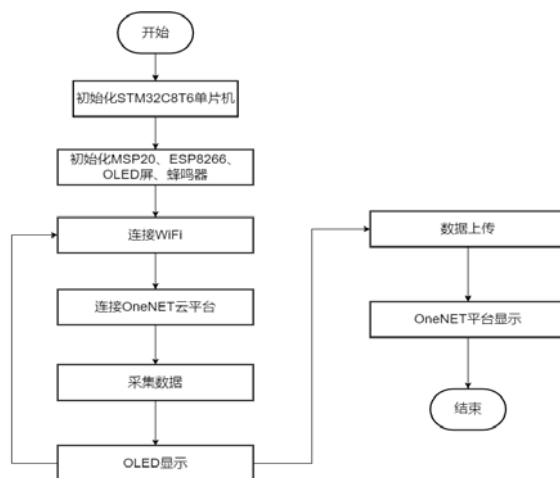 开始
初始化STM32C8T6单片机
初始化MSP20、ESP8266、
OLED屏、蜂鸣器
连接WiFi
连接OneNET云平台
采集数据
OLED显示
数据上传
OneNET平台显示
结束